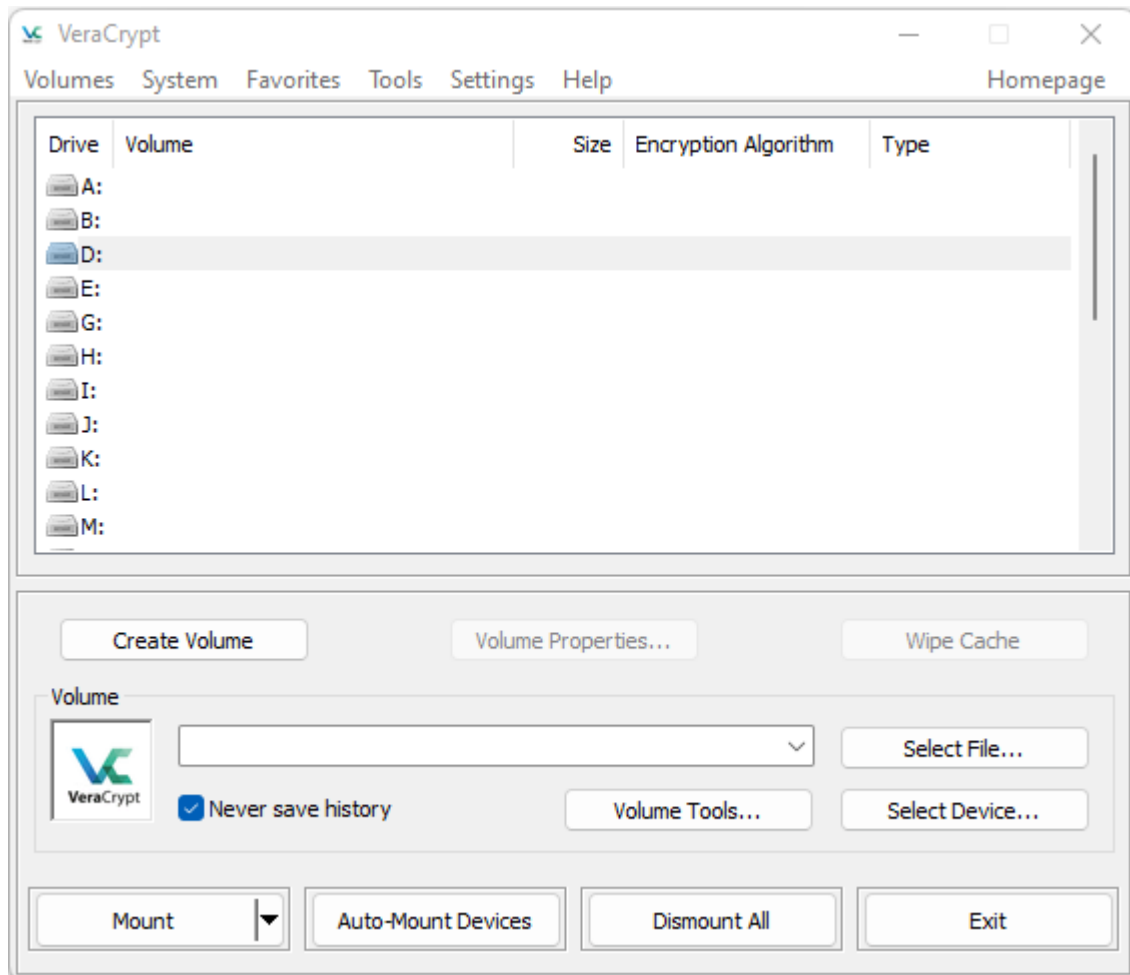 VeraCrypt
Volumes System Favorites Tools Settings Help Homepage
Drive Volume Size Encryption Algorithm Type
A:
B:
D:
E:
G:
H:
I:
J:
K:
L:
M:
Create Volume Volume Properties... Wipe Cache
Volume
Select File...
VeraCrypt
Never save history Volume Tools... Select Device...
Mount Auto-Mount Devices Dismount All Exit